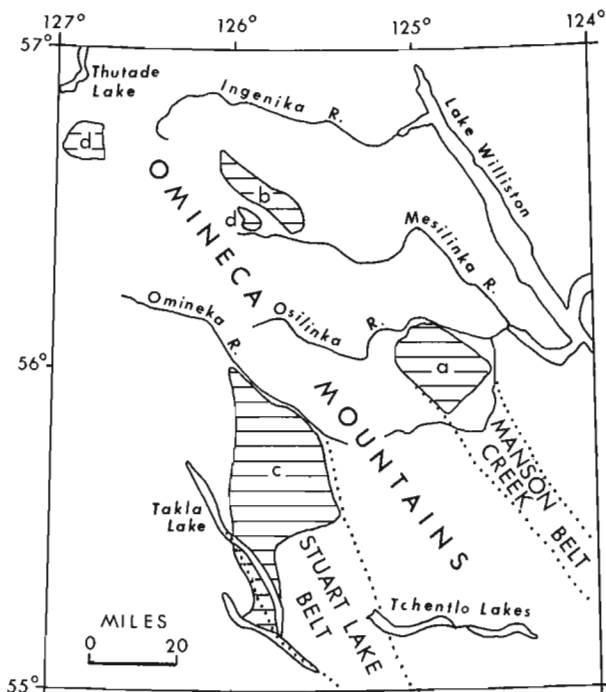 127°
126°
125°
124°
57°
Thutade
Lake
Ingenika R.
Lake Williston
d
b
d
OMINECA
Mesilinka R.
Omineka R.
Osilinka R.
56°
a
MOUNTAINS
MANSON
CREEK BELT
c
Takla
Lake
STUART LAKE
BELT
Tchentlo Lakes
MILES
0 20
55°